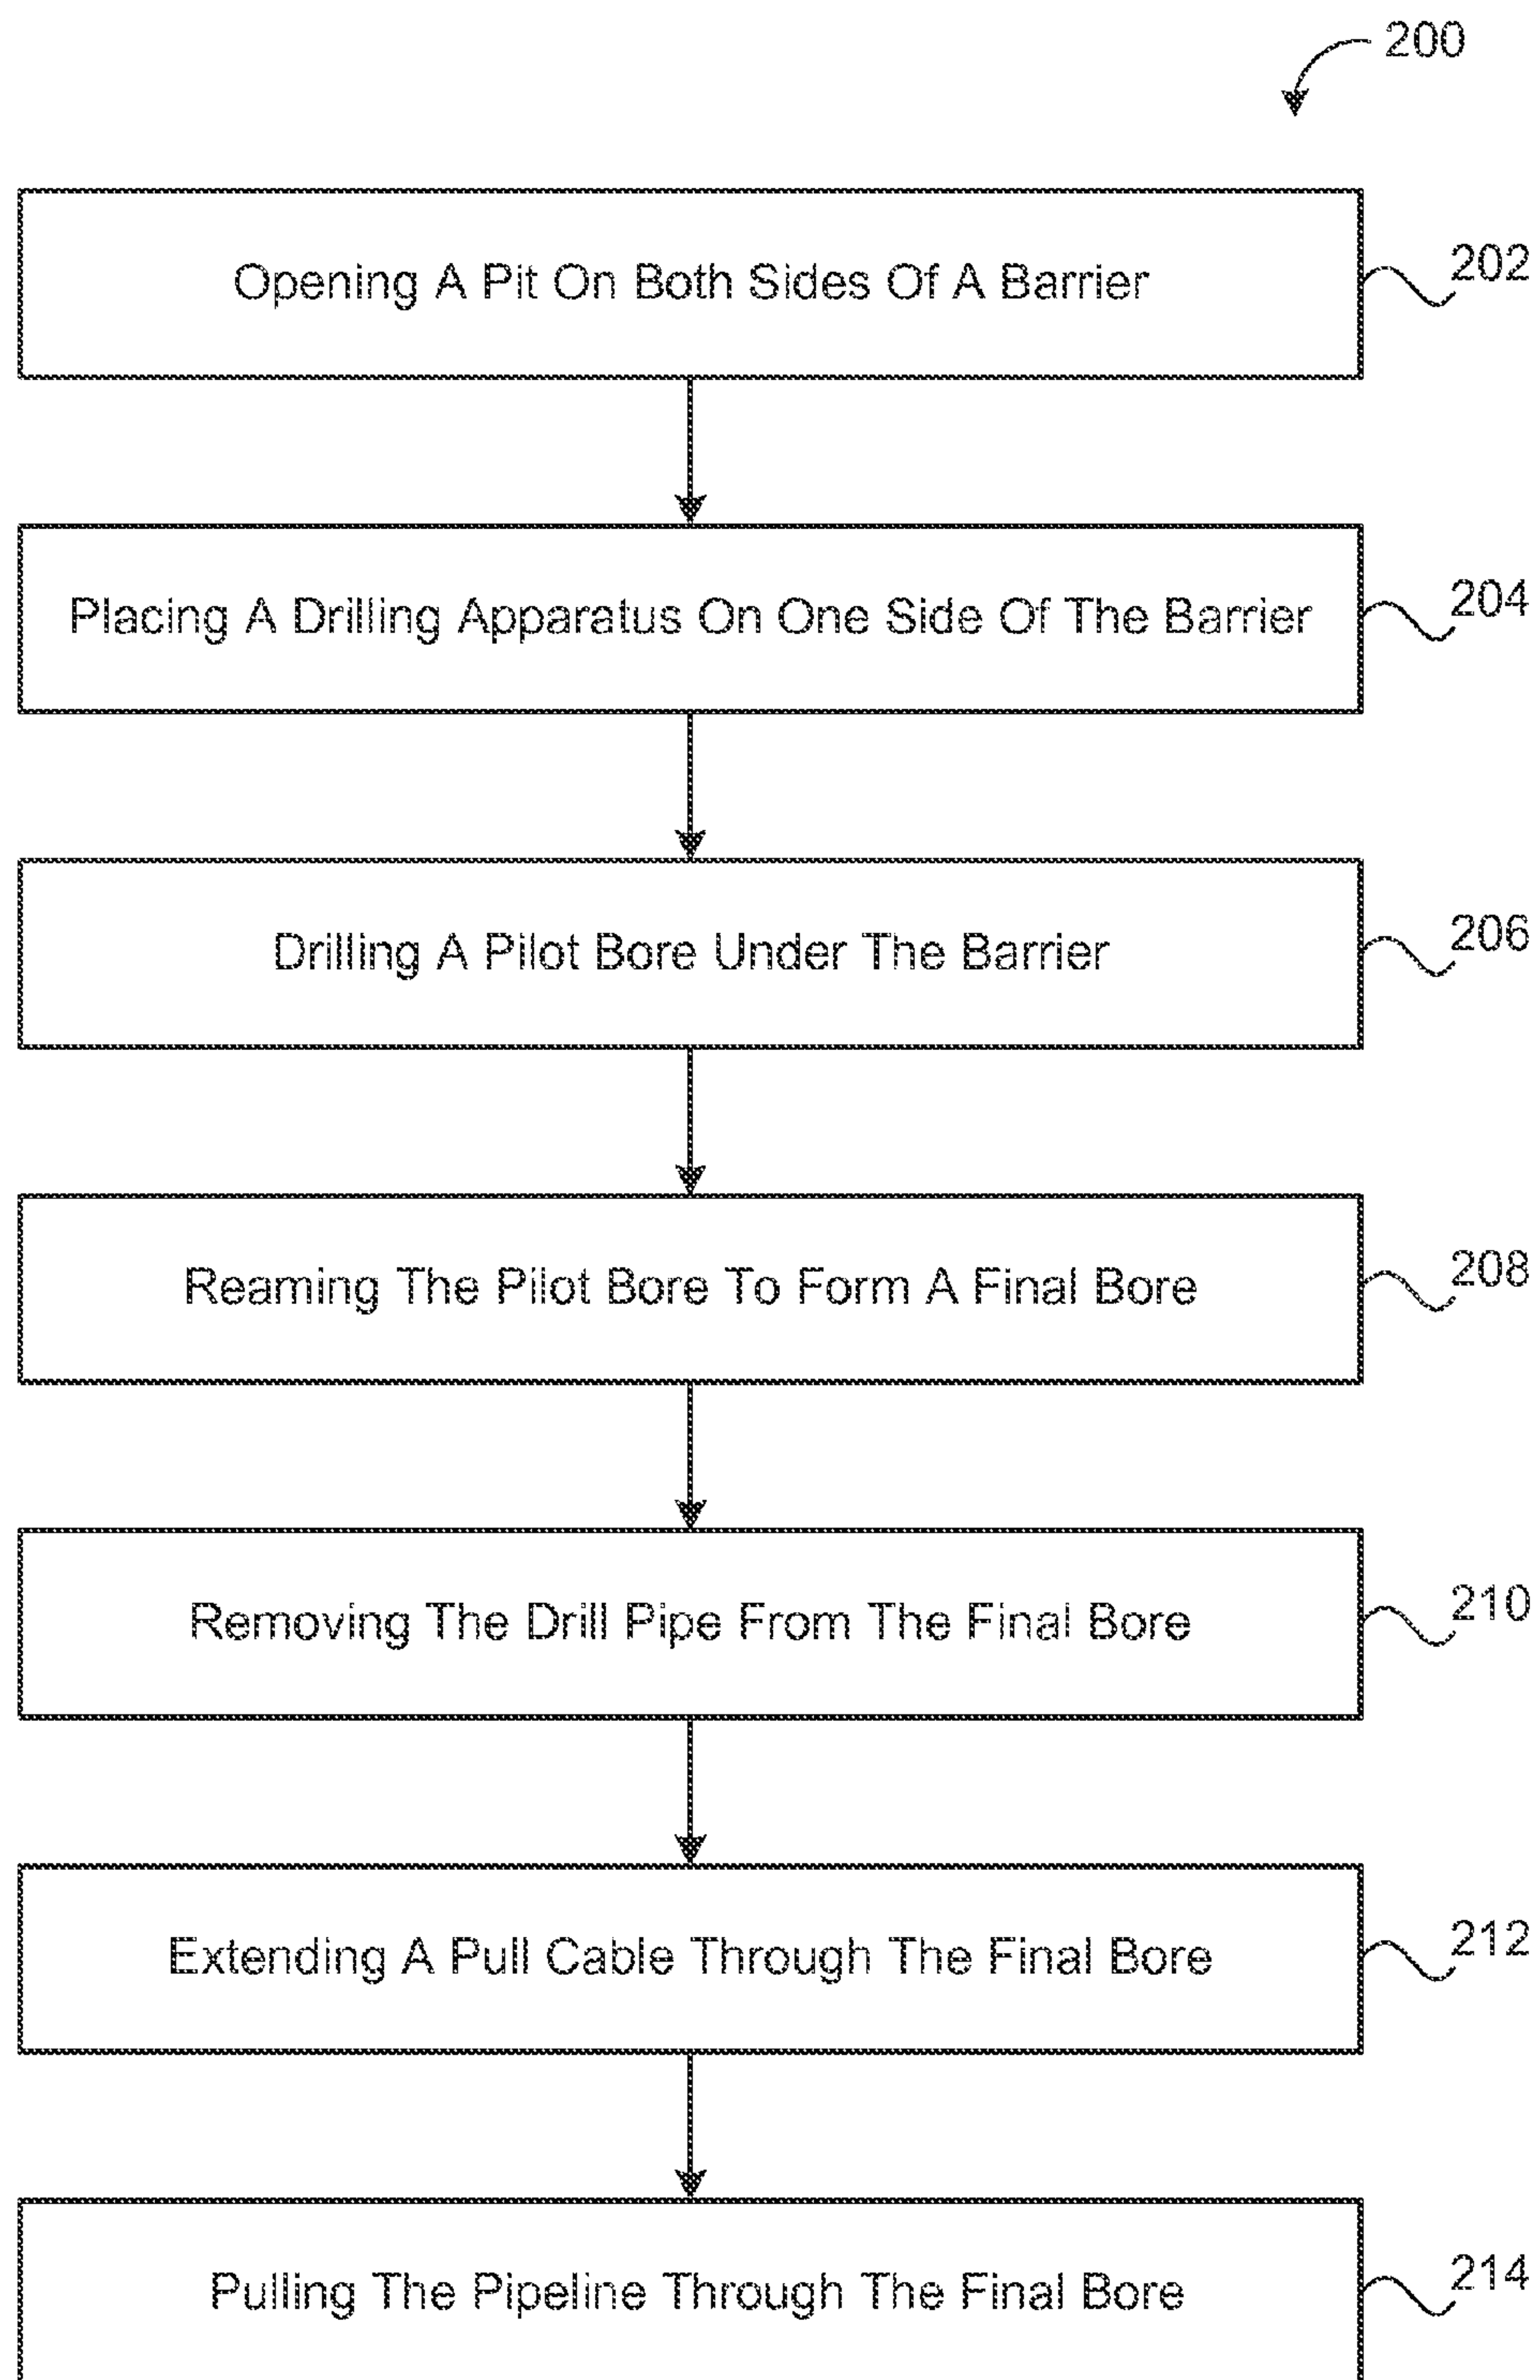 200
Opening A Pit On Both Sides Of A Barrier
202
Placing A Drilling Apparatus On One Side Of The Barrier
204
Drilling A Pilot Bore Under The Barrier
206
Reaming The Pilot Bore To Form A Final Bore
208
Removing The Drill Pipe From The Final Bore
210
Extending A Pull Cable Through The Final Bore
212
Pulling The Pipeline Through The Final Bore
214